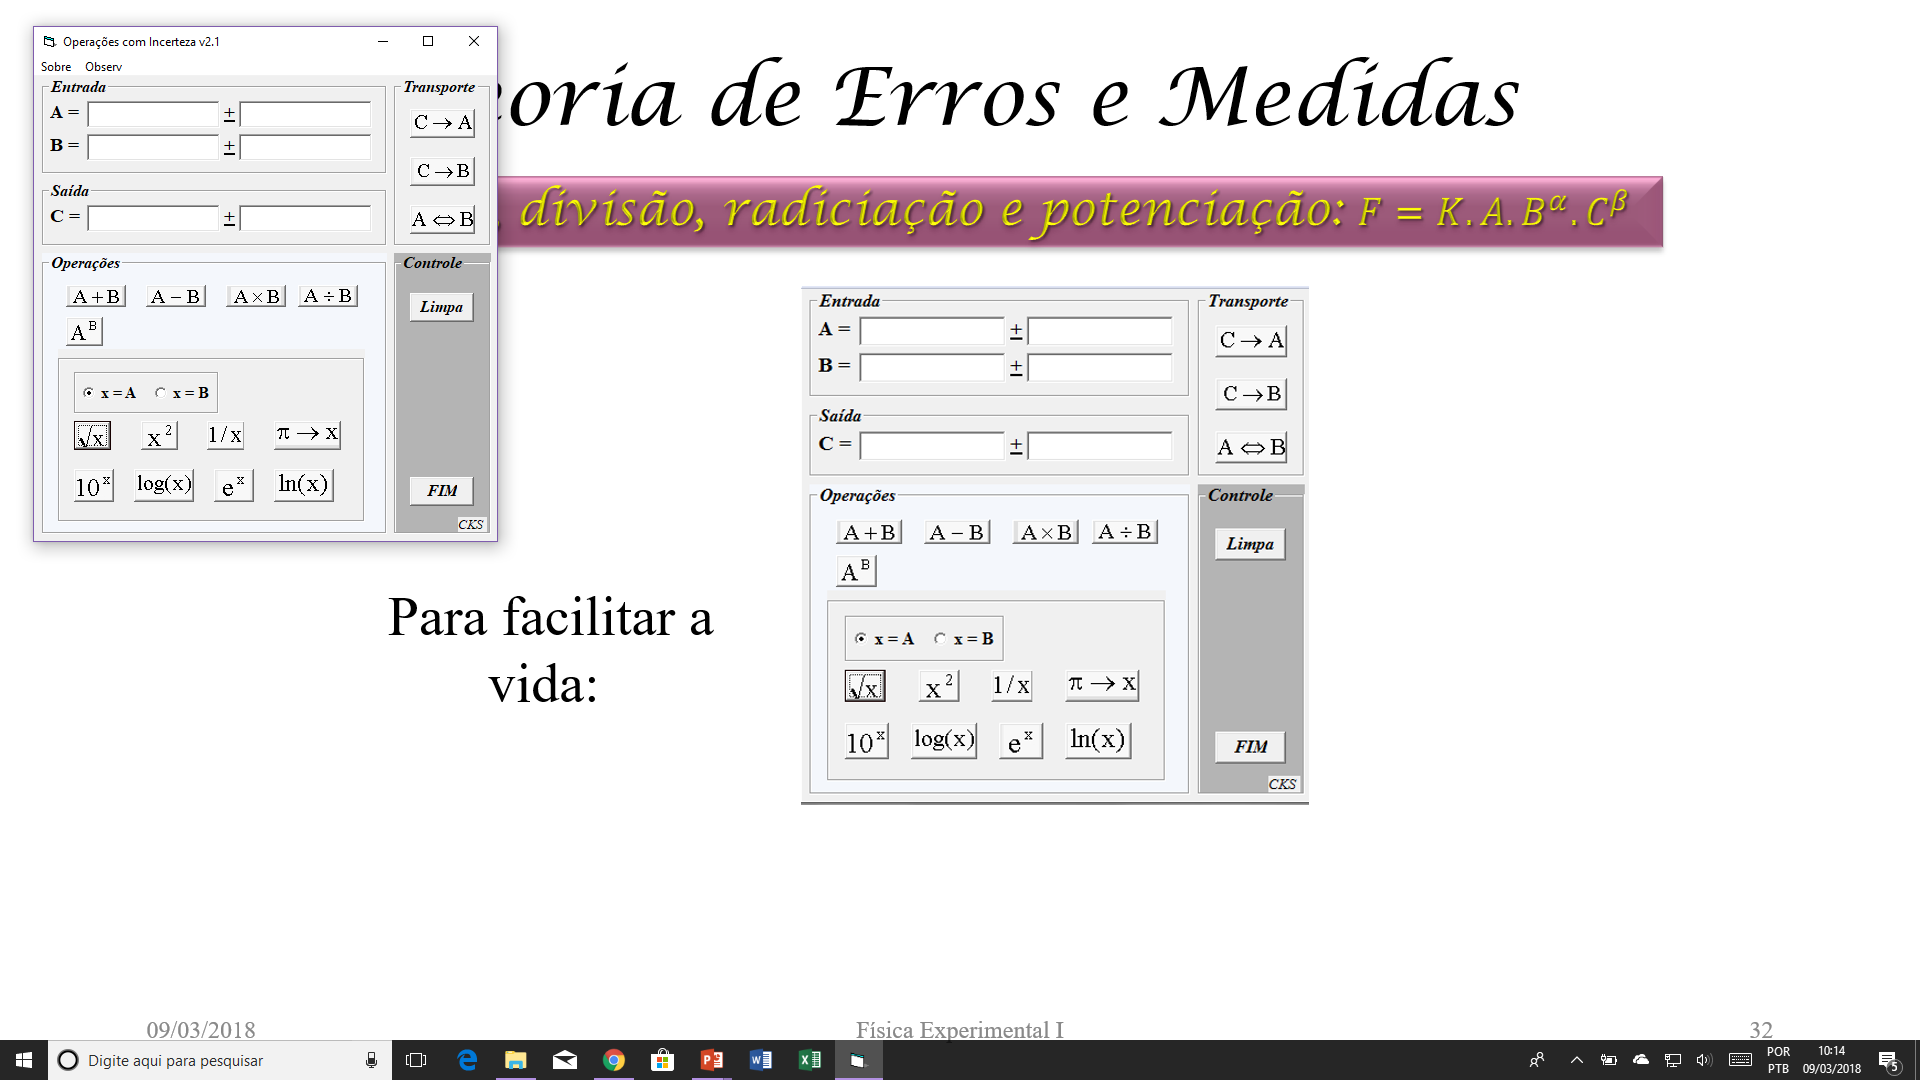 Operações com Incerteza v2.1
Sobre Observ
Entrada
A = ±
B = ±
Saída
C = ±
Transporte
C → A
C → B
A ⇔ B
Operações
A + B A − B A × B A ÷ B
A^B
x = A x = B
√x x² 1/x π → x
10^x log(x) e^x ln(x)
Controle
Limpa
FIM
CKS
oria de Erros e Medidas
, divisão, radiciação e potenciação: F = K.A.B^α.C^β
Para facilitar a
vida:
Entrada
A = ±
B = ±
Saída
C = ±
Transporte
C → A
C → B
A ⇔ B
Operações
A + B A − B A × B A ÷ B
A^B
x = A x = B
√x x² 1/x π → x
10^x log(x) e^x ln(x)
Controle
Limpa
FIM
CKS
09/03/2018 Física Experimental I 32
Digite aqui para pesquisar
POR
PTB
10:14
09/03/2018
5